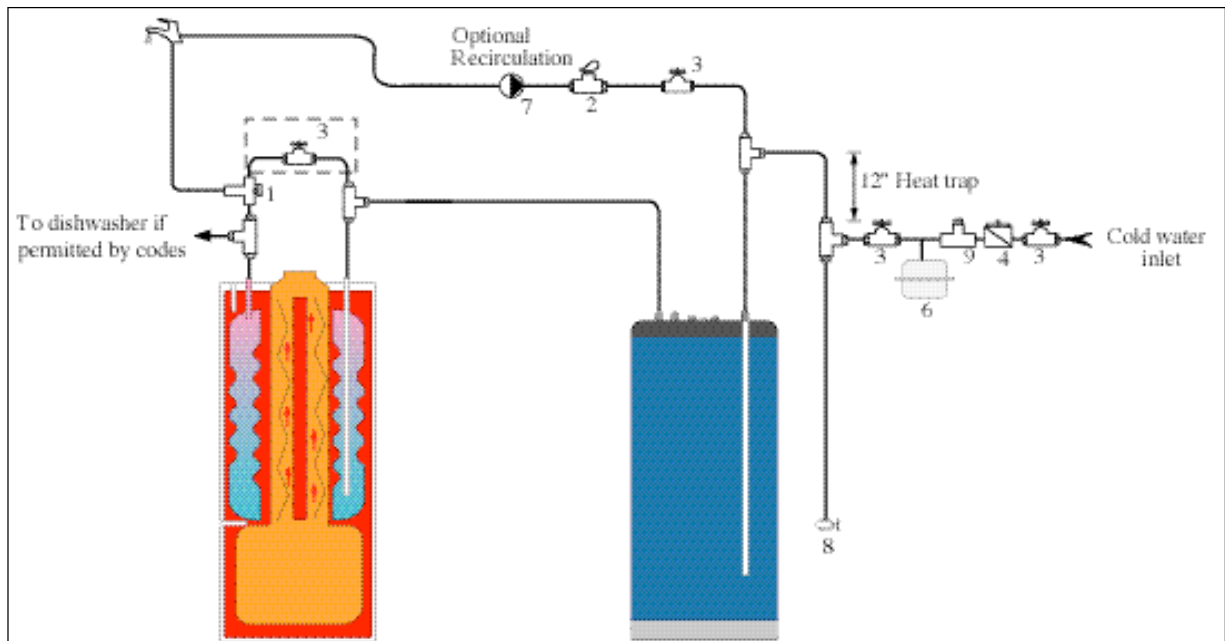 Optional
Recirculation
3
7
2
3
12" Heat trap
1
To dishwasher if
permitted by codes
Cold water
inlet
3
9
4
3
6
8